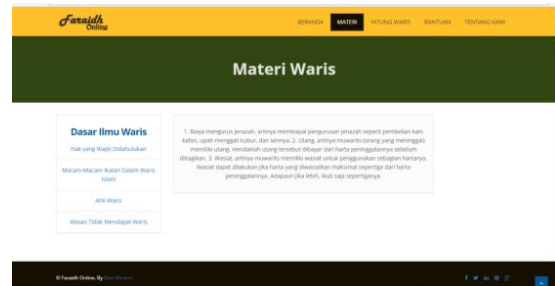 Faraidh
Online
BERANDA MATERI HITUNG WARIS BANTUAN TENTANG KAMI
Materi Waris
Dasar Ilmu Waris
Hak yang Wajib Didahulukan
Macam-Macam Ikatan Dalam Waris
Islam
Ahli Waris
Alasan Tidak Mendapat Waris
1. Biaya mengurus jenazah, artinya membiayai pengurusan jenazah seperti pembelian kain
kafan, upah menggali kubur, dan lainnya. 2. Utang, artinya muwarits (orang yang meninggal)
memiliki utang. Hendaklah utang tersebut dibayar dari harta peninggalannya sebelum
dibagikan. 3. Wasiat, artinya muwarits memiliki wasiat untuk penggunakan sebagian hartanya.
Wasiat dapat dilakukan jika harta yang diwasiatkan maksimal sepertiga dari harta
peninggalannya. Adapaun jika lebih, ikuti saja sepertiganya.
© Faraidh Online. By